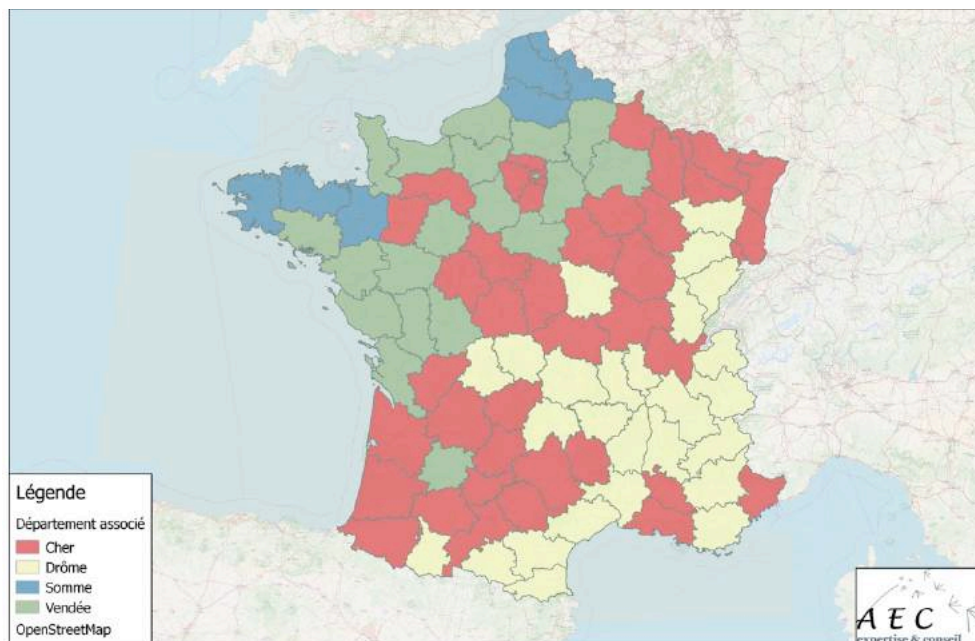 Légende
Département associé
Cher
Drôme
Somme
Vendée
OpenStreetMap
AEC
expertise & conseil